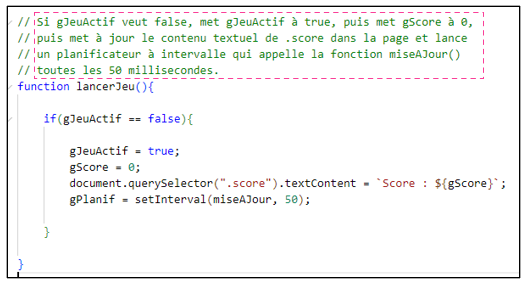 // Si gJeuActif veut false, met gJeuActif à true, puis met gScore à 0,
// puis met à jour le contenu textuel de .score dans la page et lance
// un planificateur à intervalle qui appelle la fonction miseAJour()
// toutes les 50 millisecondes.
function lancerJeu(){
if(gJeuActif == false){
gJeuActif = true;
gScore = 0;
document.querySelector(".score").textContent = `Score : ${gScore}`;
gPlanif = setInterval(miseAJour, 50);
}
}